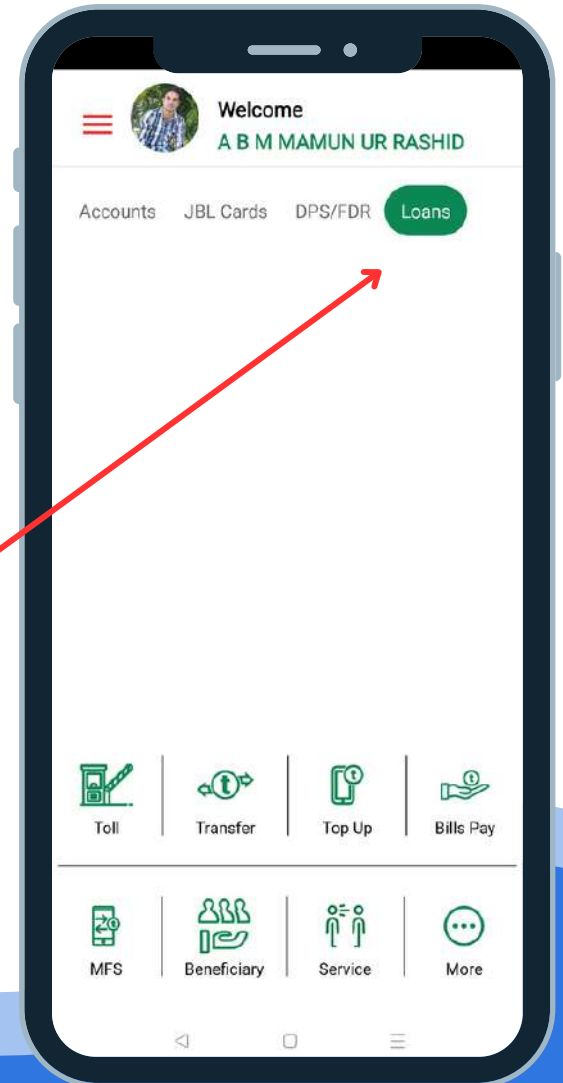 Welcome
A B M MAMUN UR RASHID
Accounts JBL Cards DPS/FDR Loans
Toll Transfer Top Up Bills Pay
MFS Beneficiary Service More